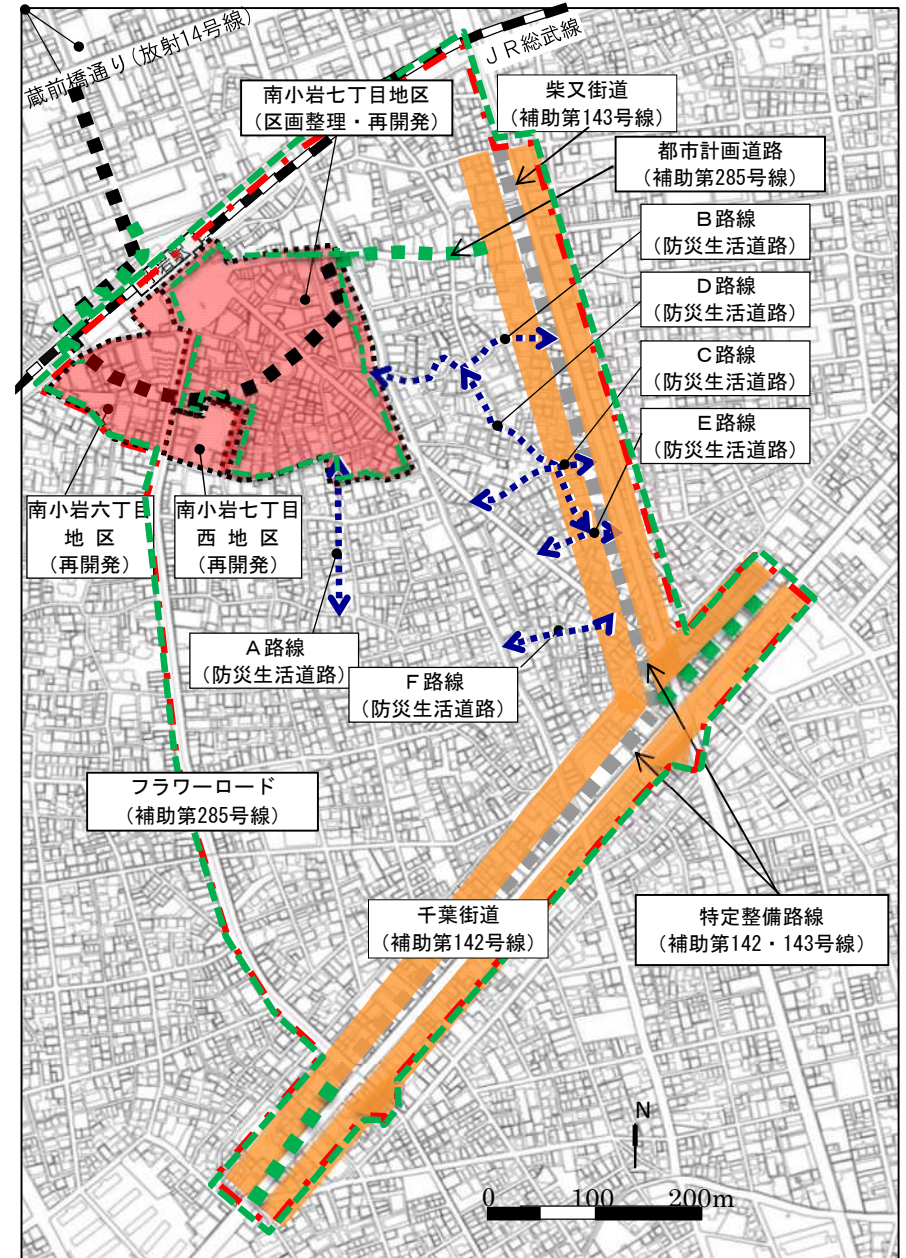 蔵前橋通り(放射14号線)
ＪＲ総武線
南小岩七丁目地区
(区画整理・再開発)
柴又街道
(補助第143号線)
都市計画道路
(補助第285号線)
Ｂ路線
(防災生活道路)
Ｄ路線
(防災生活道路)
Ｃ路線
(防災生活道路)
Ｅ路線
(防災生活道路)
南小岩六丁目
地区
(再開発)
南小岩七丁目
西 地 区
(再開発)
Ａ路線
(防災生活道路)
Ｆ路線
(防災生活道路)
フラワーロード
(補助第285号線)
千葉街道
(補助第142号線)
特定整備路線
(補助第142・143号線)
N
0 100 200m